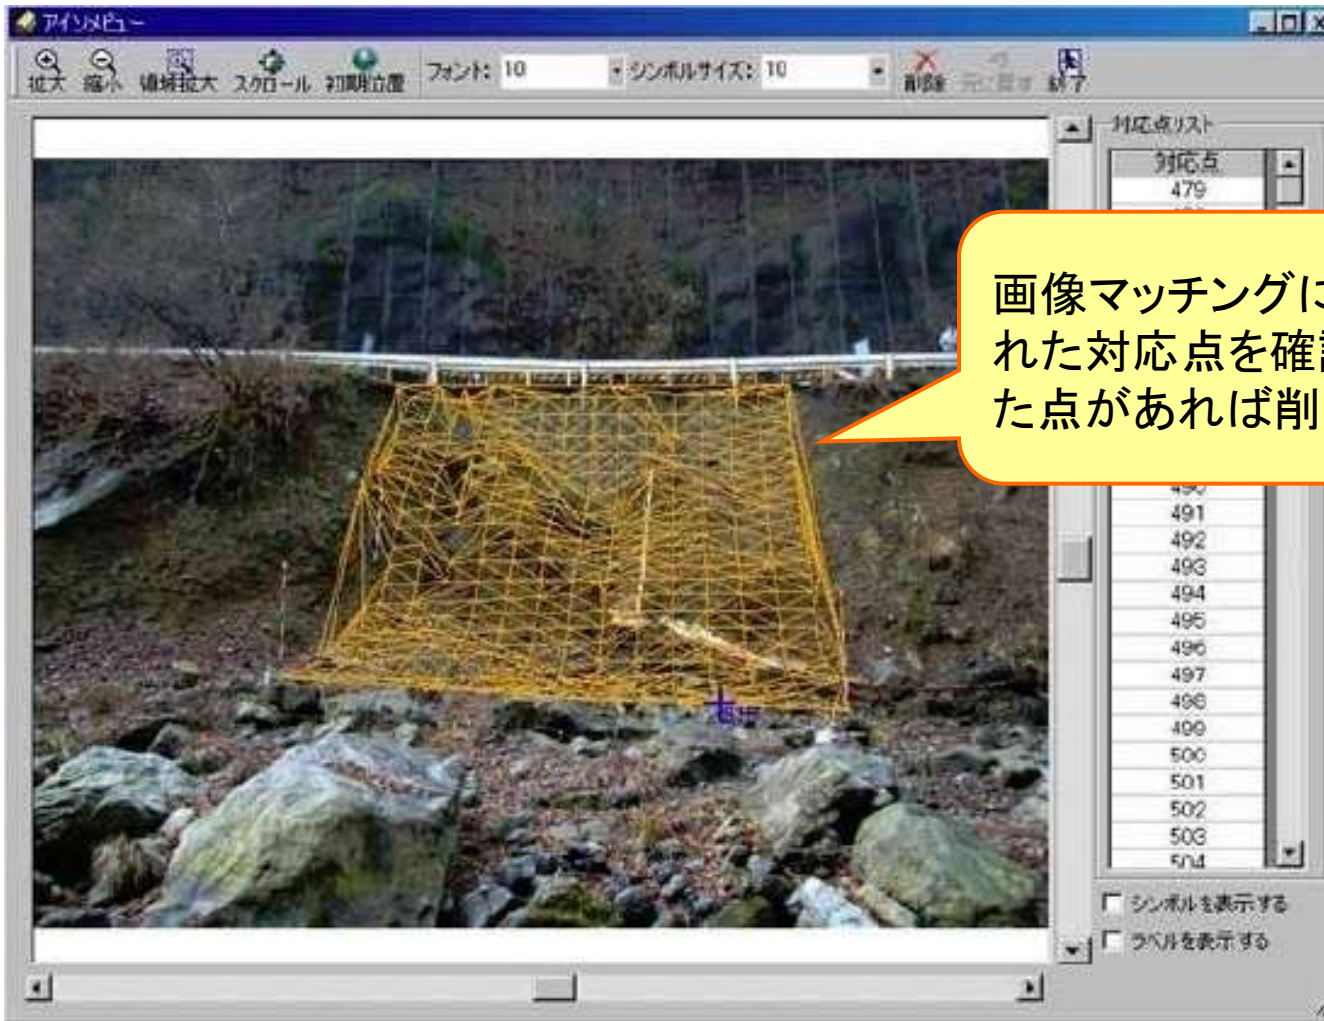 アイソメビュー
拡大 縮小 領域拡大 スクロール 初期位置 フォント: 10 シンボルサイズ: 10 削除 元に戻す 終了
対応点リスト
対応点
479
画像マッチングに
れた対応点を確
た点があれば削
490
491
492
493
494
495
496
497
498
499
500
501
502
503
504
シンボルを表示する
ラベルを表示する